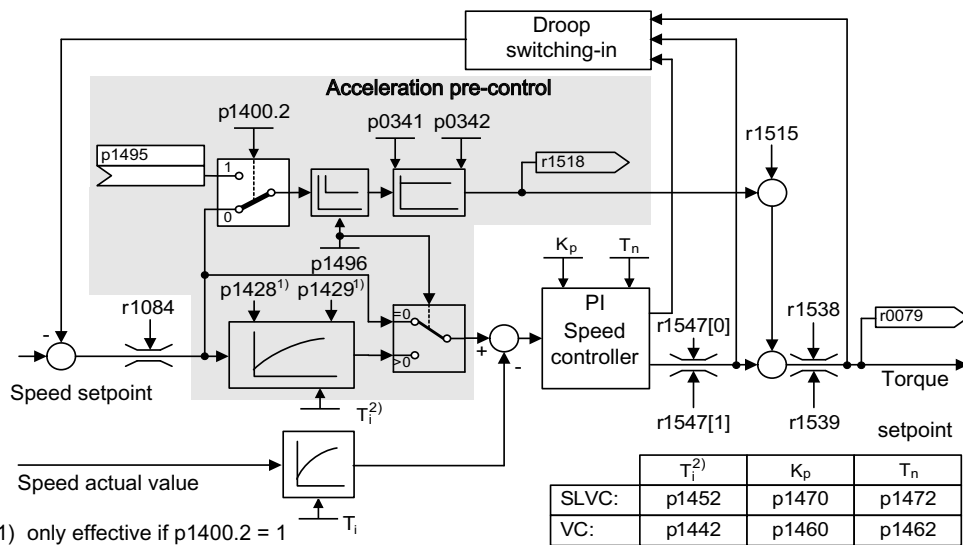 Droop
switching-in
Acceleration pre-control
p1400.2
p0341
p0342
r1515
p1495
r1518
1
0
p1496
Kp
Tn
r1084
p1428¹⁾
p1429¹⁾
=0
>0
PI
Speed
controller
r1547[0]
r1538
r0079
-
+
-
Speed setpoint
Ti²⁾
r1547[1]
r1539
Torque
setpoint
Speed actual value
Ti
Ti²⁾ Kp Tn
SLVC: p1452 p1470 p1472
VC: p1442 p1460 p1462
1) only effective if p1400.2 = 1